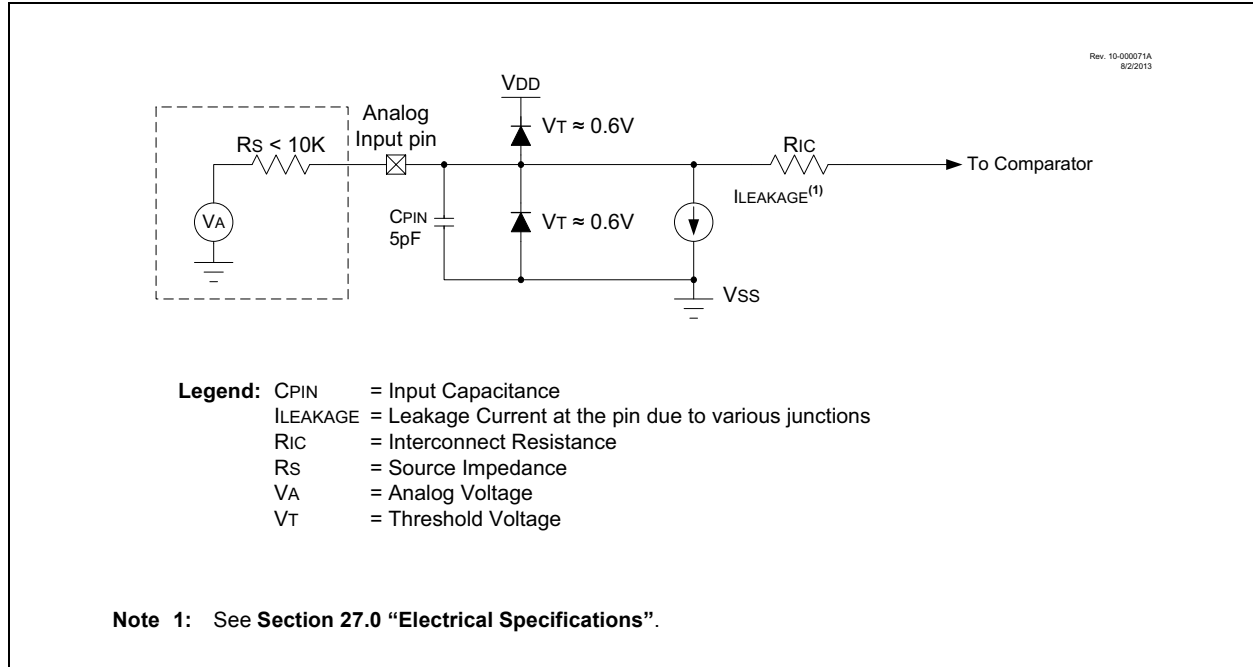 Rev. 10-000071A
8/2/2013
VDD
Analog
Input pin
VT ≈ 0.6V
RS < 10K
RIC
To Comparator
ILEAKAGE(1)
VA
CPIN
5pF
VT ≈ 0.6V
VSS
Legend: CPIN = Input Capacitance
ILEAKAGE = Leakage Current at the pin due to various junctions
RIC = Interconnect Resistance
RS = Source Impedance
VA = Analog Voltage
VT = Threshold Voltage
Note 1: See Section 27.0 “Electrical Specifications”.